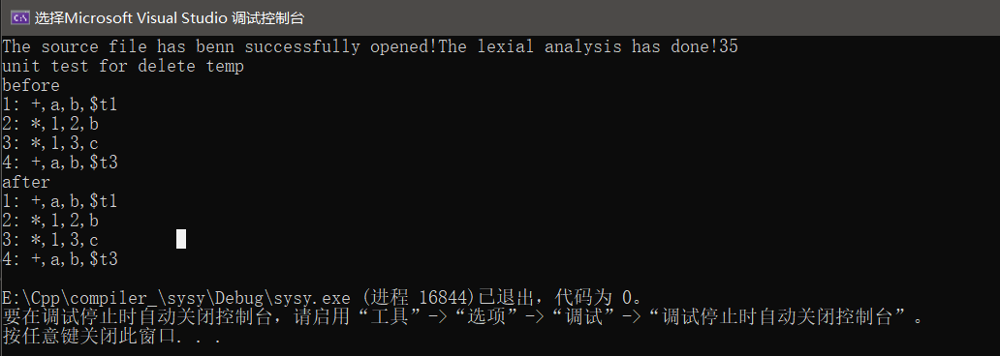 选择Microsoft Visual Studio 调试控制台
The source file has benn successfully opened!The lexial analysis has done!35
unit test for delete temp
before
1: +,a,b,$t1
2: *,1,2,b
3: *,1,3,c
4: +,a,b,$t3
after
1: +,a,b,$t1
2: *,1,2,b
3: *,1,3,c
4: +,a,b,$t3
E:\Cpp\compiler_\sysy\Debug\sysy.exe (进程 16844)已退出，代码为 0。
要在调试停止时自动关闭控制台，请启用“工具”->“选项”->“调试”->“调试停止时自动关闭控制台”。
按任意键关闭此窗口. . .